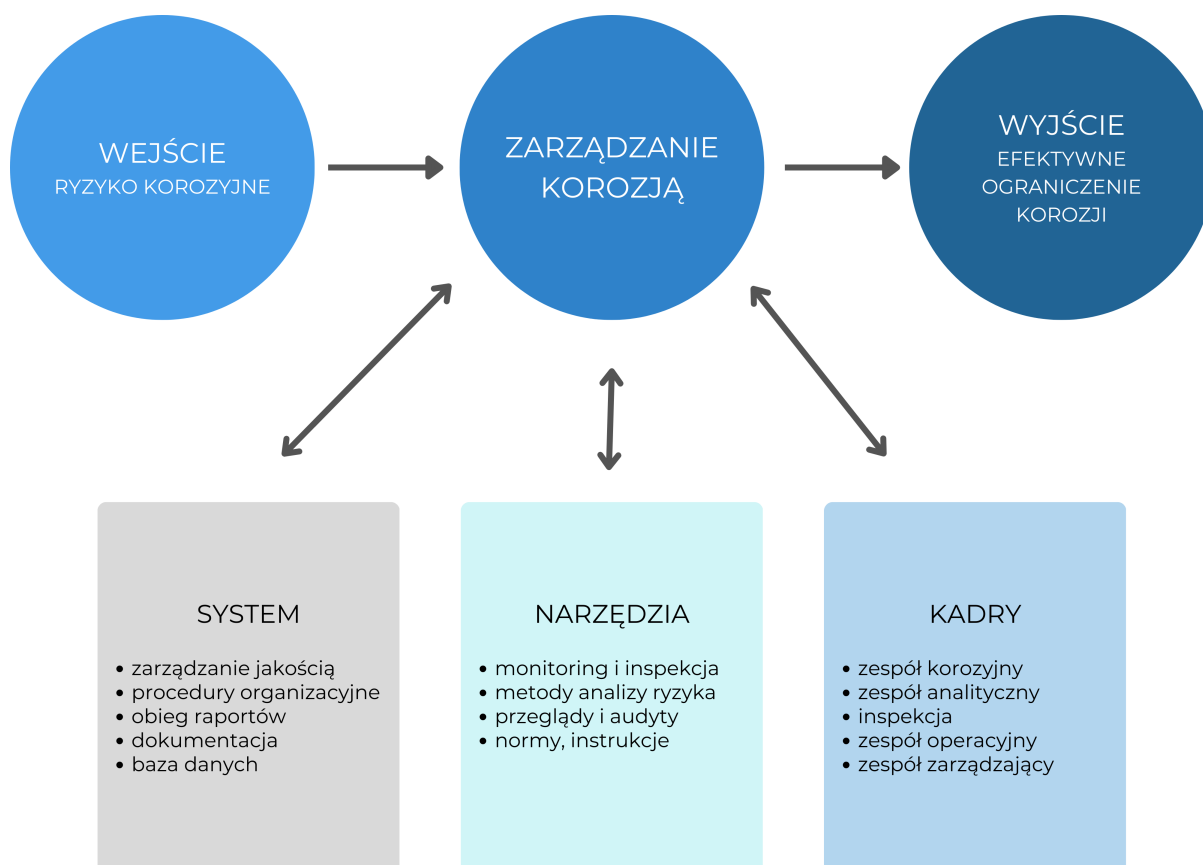 WEJŚCIE
RYZYKO KOROZYJNE
ZARZĄDZANIE
KOROZJĄ
WYJŚCIE
EFEKTYWNE
OGRANICZENIE
KOROZJI
SYSTEM
• zarządzanie jakością
• procedury organizacyjne
• obieg raportów
• dokumentacja
• baza danych
NARZĘDZIA
• monitoring i inspekcja
• metody analizy ryzyka
• przeglądy i audyty
• normy, instrukcje
KADRY
• zespół korozyjny
• zespół analityczny
• inspekcja
• zespół operacyjny
• zespół zarządzający